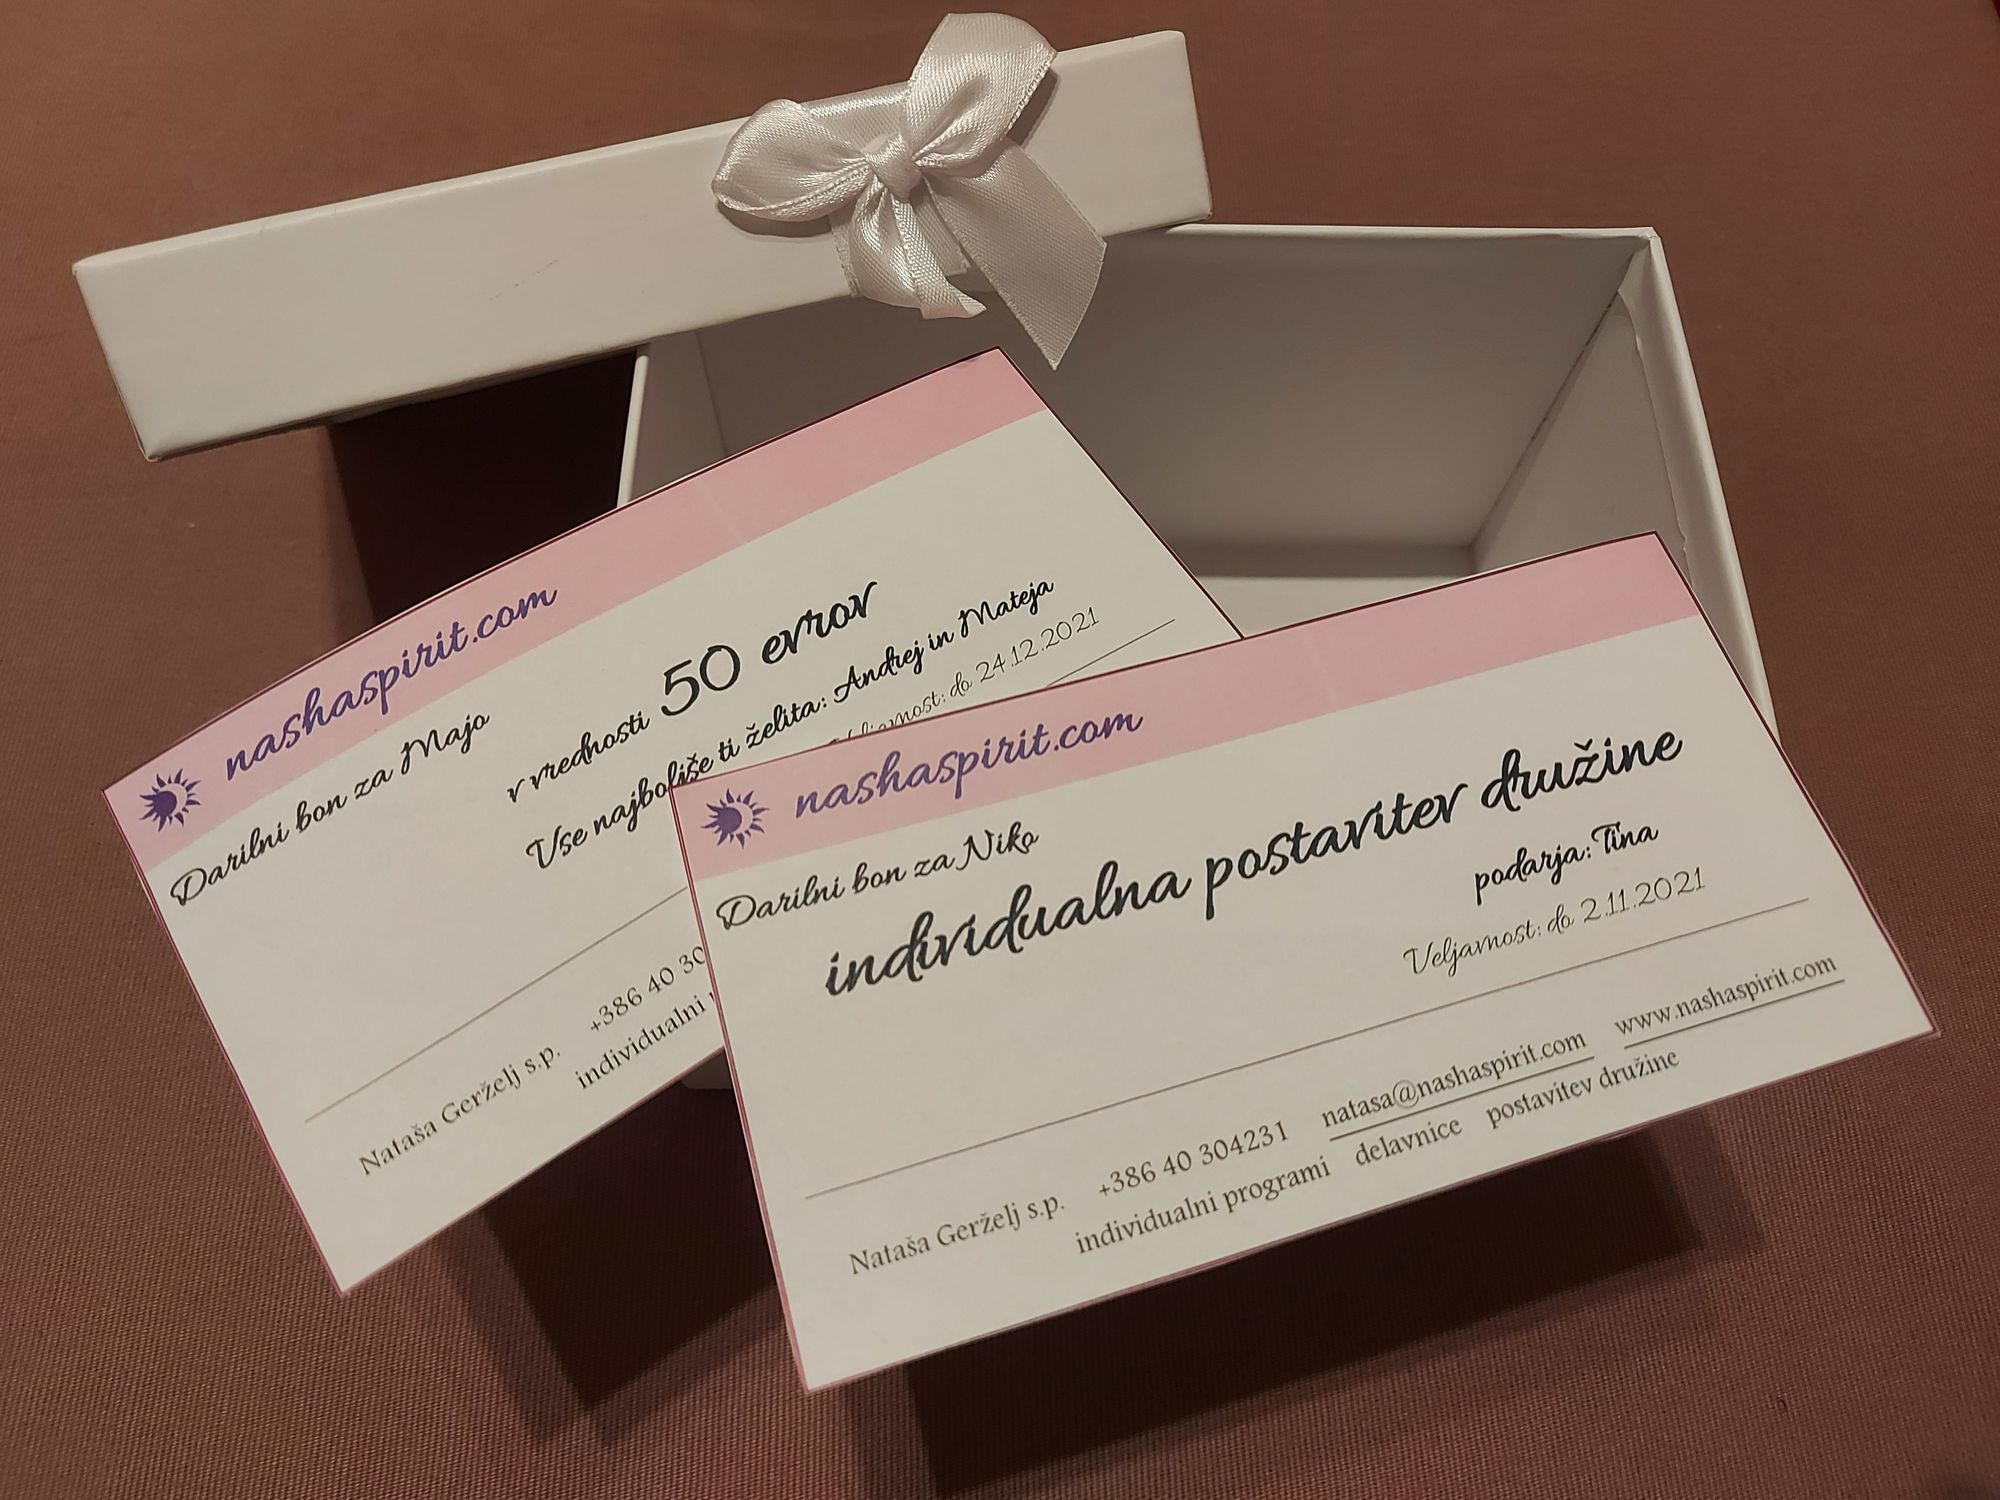 nashaspirit.com
Darilni bon za Majo
v vrednosti 50 evrov
Vse najboljše ti želita: Andrej in Mateja
Veljavnost: do 24.12.2021
Nataša Gerželj s.p. +386 40 30
individualni
nashaspirit.com
Darilni bon za Niko
individualna postavitev družine
podarja: Tina
Veljavnost: do 2.11.2021
Nataša Gerželj s.p. +386 40 304231 natasa@nashaspirit.com www.nashaspirit.com
individualni programi delavnice postavitev družine